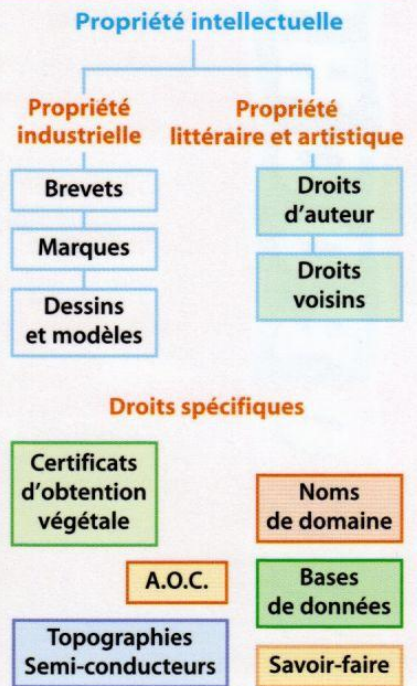 Propriété intellectuelle
Propriété
industrielle
Brevets
Marques
Dessins
et modèles
Propriété
littéraire et artistique
Droits
d'auteur
Droits
voisins
Droits spécifiques
Certificats
d'obtention
végétale
Noms
de domaine
A.O.C.
Bases
de données
Topographies
Semi-conducteurs
Savoir-faire